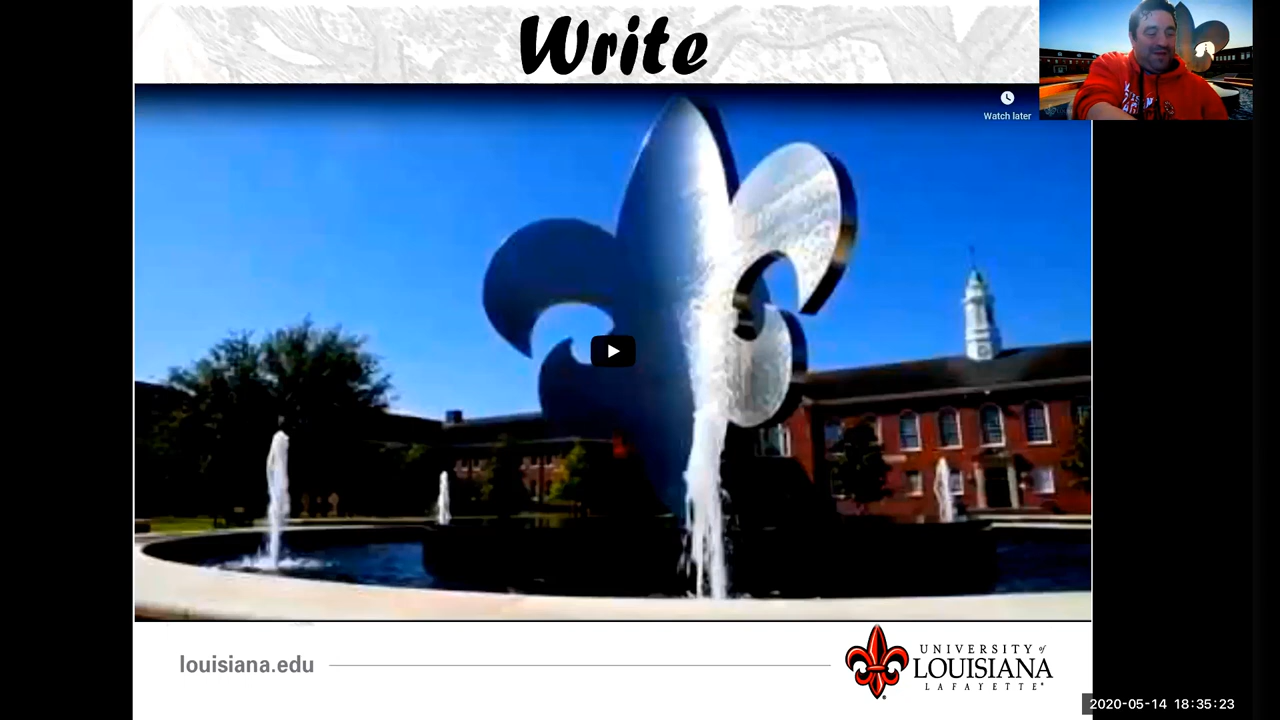 Write
Watch later
louisiana.edu
UNIVERSITY of
LOUISIANA
LAFAYETTE
2020-05-14 18:35:23